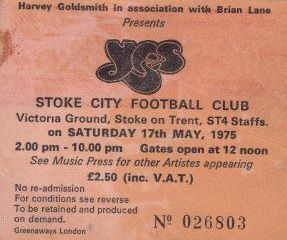 Harvey Goldsmith in association with Brian Lane
Presents
yes
STOKE CITY FOOTBALL CLUB
Victoria Ground, Stoke on Trent, ST4 Staffs.
on SATURDAY 17th MAY, 1975
2.00 pm - 10.00 pm Gates open at 12 noon
See Music Press for other Artistes appearing
£2.50 (inc. V.A.T.)
No re-admission
For conditions see reverse
To be retained and produced
on demand.
Greenaways London
Nº 026803